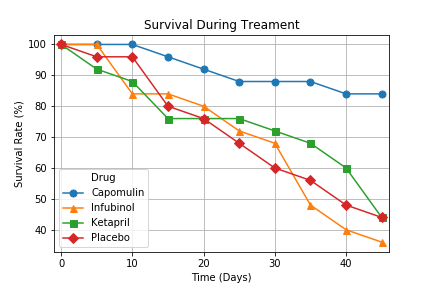 Survival During Treament
Survival Rate (%)
100
90
80
70
60
50
40
Drug
Capomulin
Infubinol
Ketapril
Placebo
0
10
20
30
40
Time (Days)